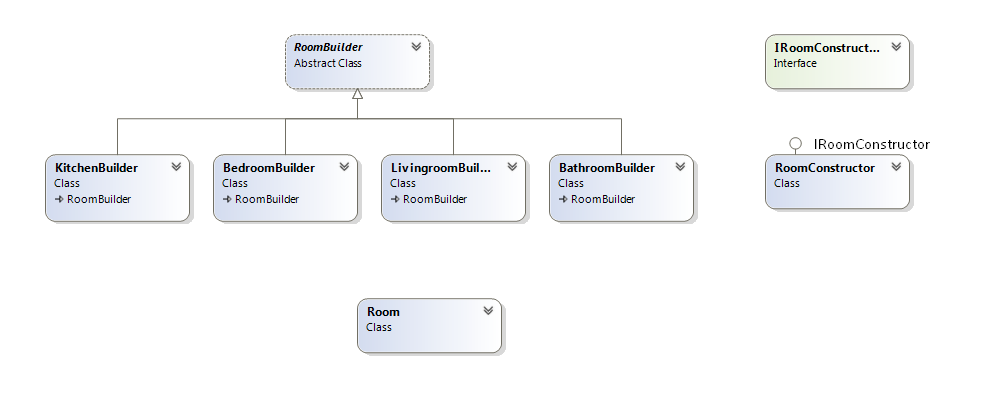 RoomBuilder
Abstract Class
IRoomConstruct...
Interface
IRoomConstructor
KitchenBuilder
Class
RoomBuilder
BedroomBuilder
Class
RoomBuilder
LivingroomBuil...
Class
RoomBuilder
BathroomBuilder
Class
RoomBuilder
RoomConstructor
Class
Room
Class